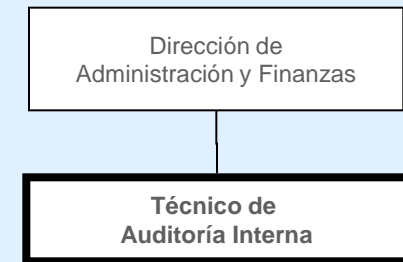 Dirección de
Administración y Finanzas
Técnico de
Auditoría Interna